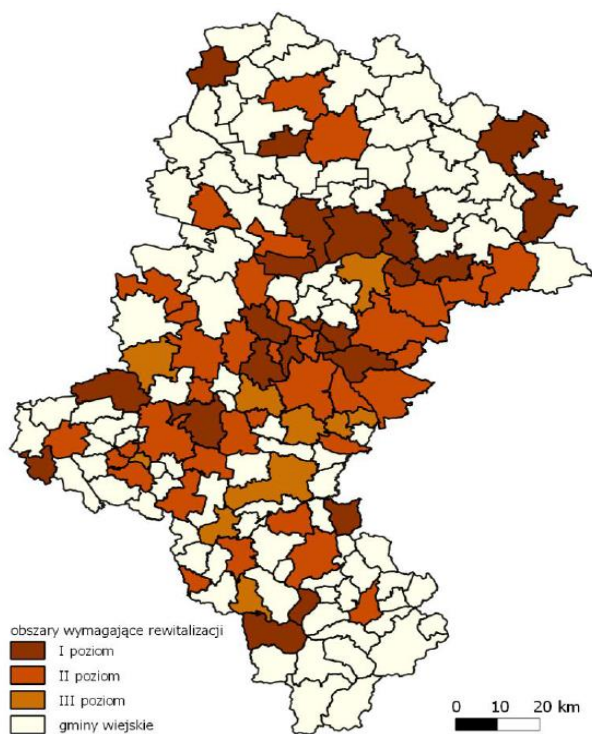 obszary wymagające rewitalizacji
I poziom
II poziom
III poziom
gminy wiejskie
0 10 20 km